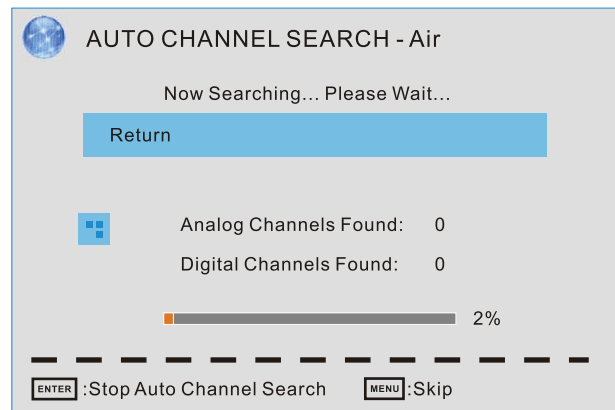 AUTO CHANNEL SEARCH - Air
Now Searching... Please Wait...
Return
Analog Channels Found: 0
Digital Channels Found: 0
2%
ENTER :Stop Auto Channel Search MENU :Skip